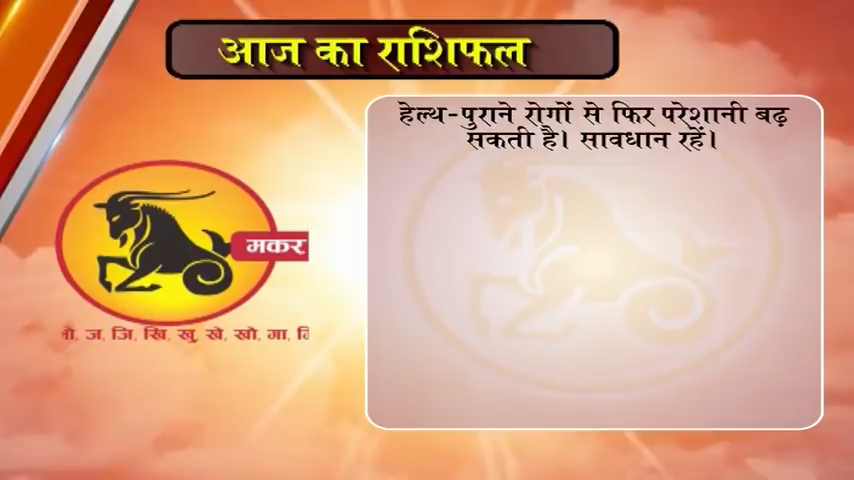 आज का राशिफल
हेल्थ-पुराने रोगों से फिर परेशानी बढ़
सकती है। सावधान रहें।
मकर
ज, जि, खि, खु, खे, खो, गा,